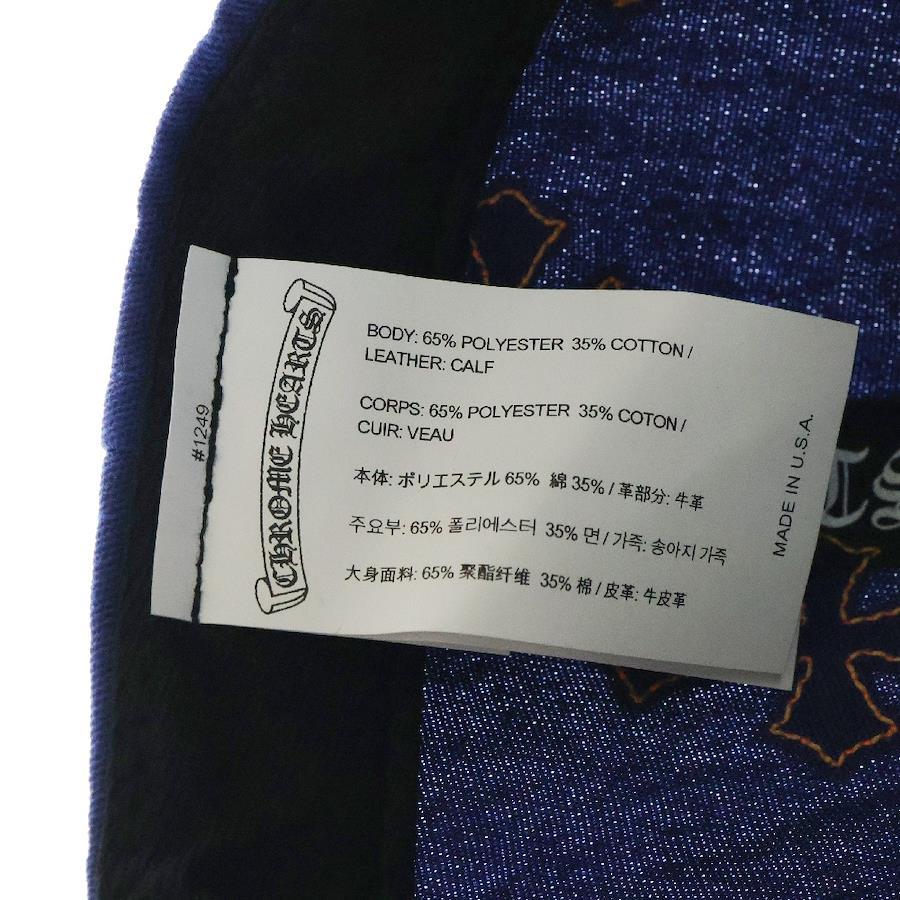 #1249
CHROME HEARTS
BODY: 65% POLYESTER 35% COTTON /
LEATHER: CALF
CORPS: 65% POLYESTER 35% COTON /
CUIR: VEAU
本体: ポリエステル 65% 綿 35% / 革部分: 牛革
주요부: 65% 폴리에스터 35% 면 / 가죽: 송아지 가죽
大身面料: 65% 聚酯纤维 35% 棉 / 皮革: 牛皮革
MADE IN U.S.A.